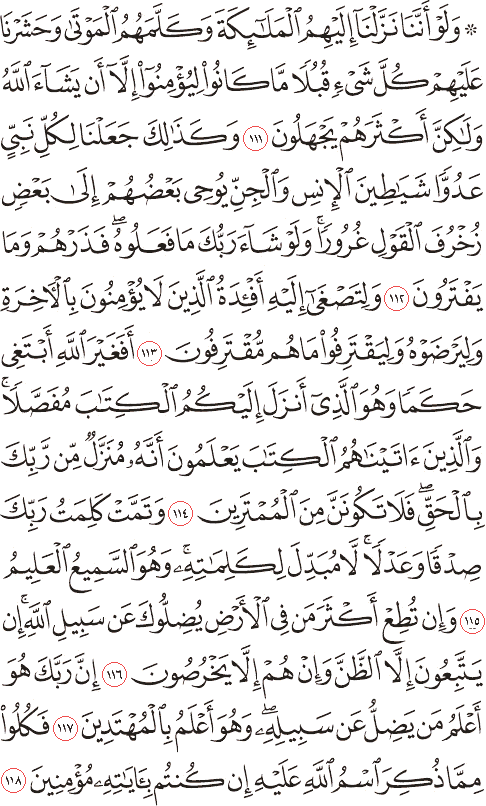 ۞ وَلَوْ أَنَّنَا نَزَّلْنَآ إِلَيْهِمُ ٱلْمَلَٰٓئِكَةَ وَكَلَّمَهُمُ ٱلْمَوْتَىٰ وَحَشَرْنَا
عَلَيْهِمْ كُلَّ شَىْءٍ قُبُلًا مَّا كَانُوا۟ لِيُؤْمِنُوٓا۟ إِلَّآ أَن يَشَآءَ ٱللَّهُ
وَلَٰكِنَّ أَكْثَرَهُمْ يَجْهَلُونَ ١١١ وَكَذَٰلِكَ جَعَلْنَا لِكُلِّ نَبِىٍّ
عَدُوًّا شَيَٰطِينَ ٱلْإِنسِ وَٱلْجِنِّ يُوحِى بَعْضُهُمْ إِلَىٰ بَعْضٍ
زُخْرُفَ ٱلْقَوْلِ غُرُورًا ۚ وَلَوْ شَآءَ رَبُّكَ مَا فَعَلُوهُ ۖ فَذَرْهُمْ وَمَا
يَفْتَرُونَ ١١٢ وَلِتَصْغَىٰٓ إِلَيْهِ أَفْـِٔدَةُ ٱلَّذِينَ لَا يُؤْمِنُونَ بِٱلْءَاخِرَةِ
وَلِيَرْضَوْهُ وَلِيَقْتَرِفُوا۟ مَا هُم مُّقْتَرِفُونَ ١١٣ أَفَغَيْرَ ٱللَّهِ أَبْتَغِى
حَكَمًا وَهُوَ ٱلَّذِىٓ أَنزَلَ إِلَيْكُمُ ٱلْكِتَٰبَ مُفَصَّلًا ۚ
وَٱلَّذِينَ ءَاتَيْنَٰهُمُ ٱلْكِتَٰبَ يَعْلَمُونَ أَنَّهُۥ مُنَزَّلٌ مِّن رَّبِّكَ
بِٱلْحَقِّ ۖ فَلَا تَكُونَنَّ مِنَ ٱلْمُمْتَرِينَ ١١٤ وَتَمَّتْ كَلِمَتُ رَبِّكَ
صِدْقًا وَعَدْلًا ۚ لَّا مُبَدِّلَ لِكَلِمَٰتِهِۦ ۚ وَهُوَ ٱلسَّمِيعُ ٱلْعَلِيمُ
١١٥ وَإِن تُطِعْ أَكْثَرَ مَن فِى ٱلْأَرْضِ يُضِلُّوكَ عَن سَبِيلِ ٱللَّهِ ۚ إِن
يَتَّبِعُونَ إِلَّا ٱلظَّنَّ وَإِنْ هُمْ إِلَّا يَخْرُصُونَ ١١٦ إِنَّ رَبَّكَ هُوَ
أَعْلَمُ مَن يَضِلُّ عَن سَبِيلِهِۦ ۖ وَهُوَ أَعْلَمُ بِٱلْمُهْتَدِينَ ١١٧ فَكُلُوا۟
مِمَّا ذُكِرَ ٱسْمُ ٱللَّهِ عَلَيْهِ إِن كُنتُم بِـَٔايَٰتِهِۦ مُؤْمِنِينَ ١١٨